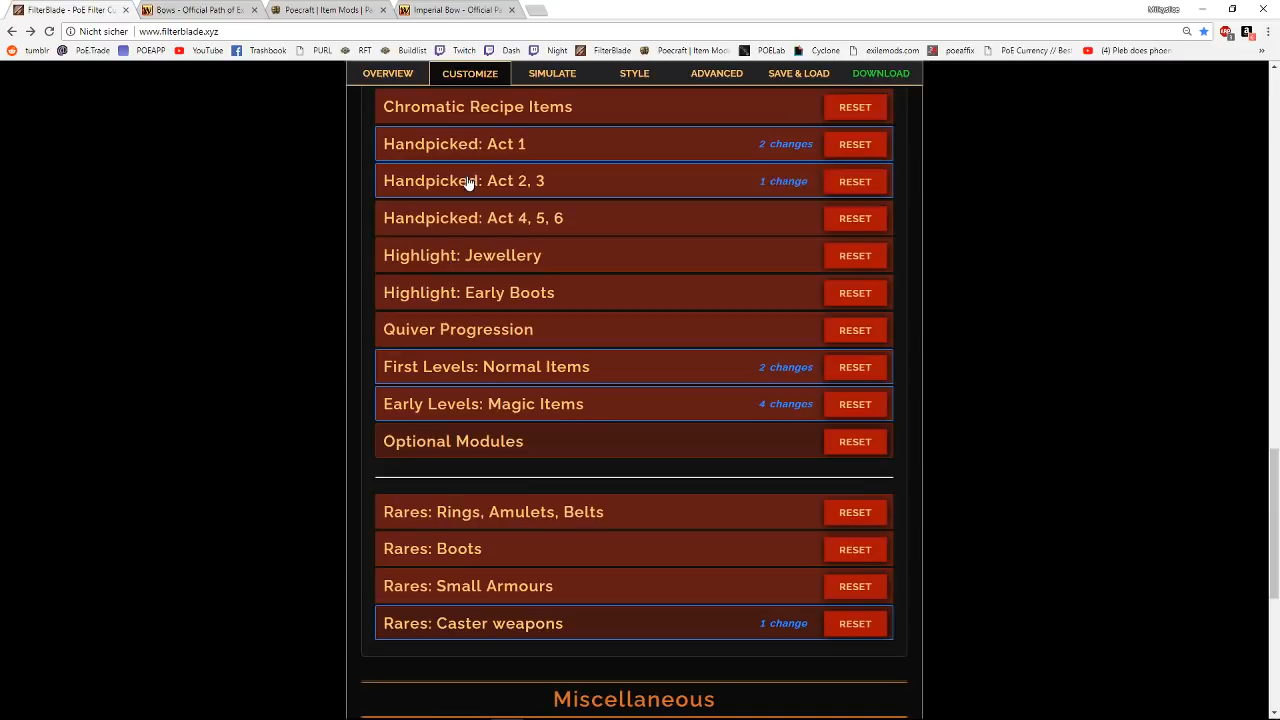 FilterBlade - PoE Filter Cu
Bows - Official Path of Ex
Poecraft | Item Mods | Pa
Imperial Bow - Official Pa
Nicht sicher | www.filterblade.xyz
tumblr PoE.Trade POEAPP YouTube Trashbook PURL RFT Buildlist Twitch Dash Night FilterBlade Poecraft | Item Mod POELab Cyclone exilemods.com poeaffix PoE Currency // Best (4) Pleb does phoen
OVERVIEW CUSTOMIZE SIMULATE STYLE ADVANCED SAVE & LOAD DOWNLOAD
Chromatic Recipe Items RESET
Handpicked: Act 1 2 changes RESET
Handpicked: Act 2, 3 1 change RESET
Handpicked: Act 4, 5, 6 RESET
Highlight: Jewellery RESET
Highlight: Early Boots RESET
Quiver Progression RESET
First Levels: Normal Items 2 changes RESET
Early Levels: Magic Items 4 changes RESET
Optional Modules RESET
Rares: Rings, Amulets, Belts RESET
Rares: Boots RESET
Rares: Small Armours RESET
Rares: Caster weapons 1 change RESET
Miscellaneous